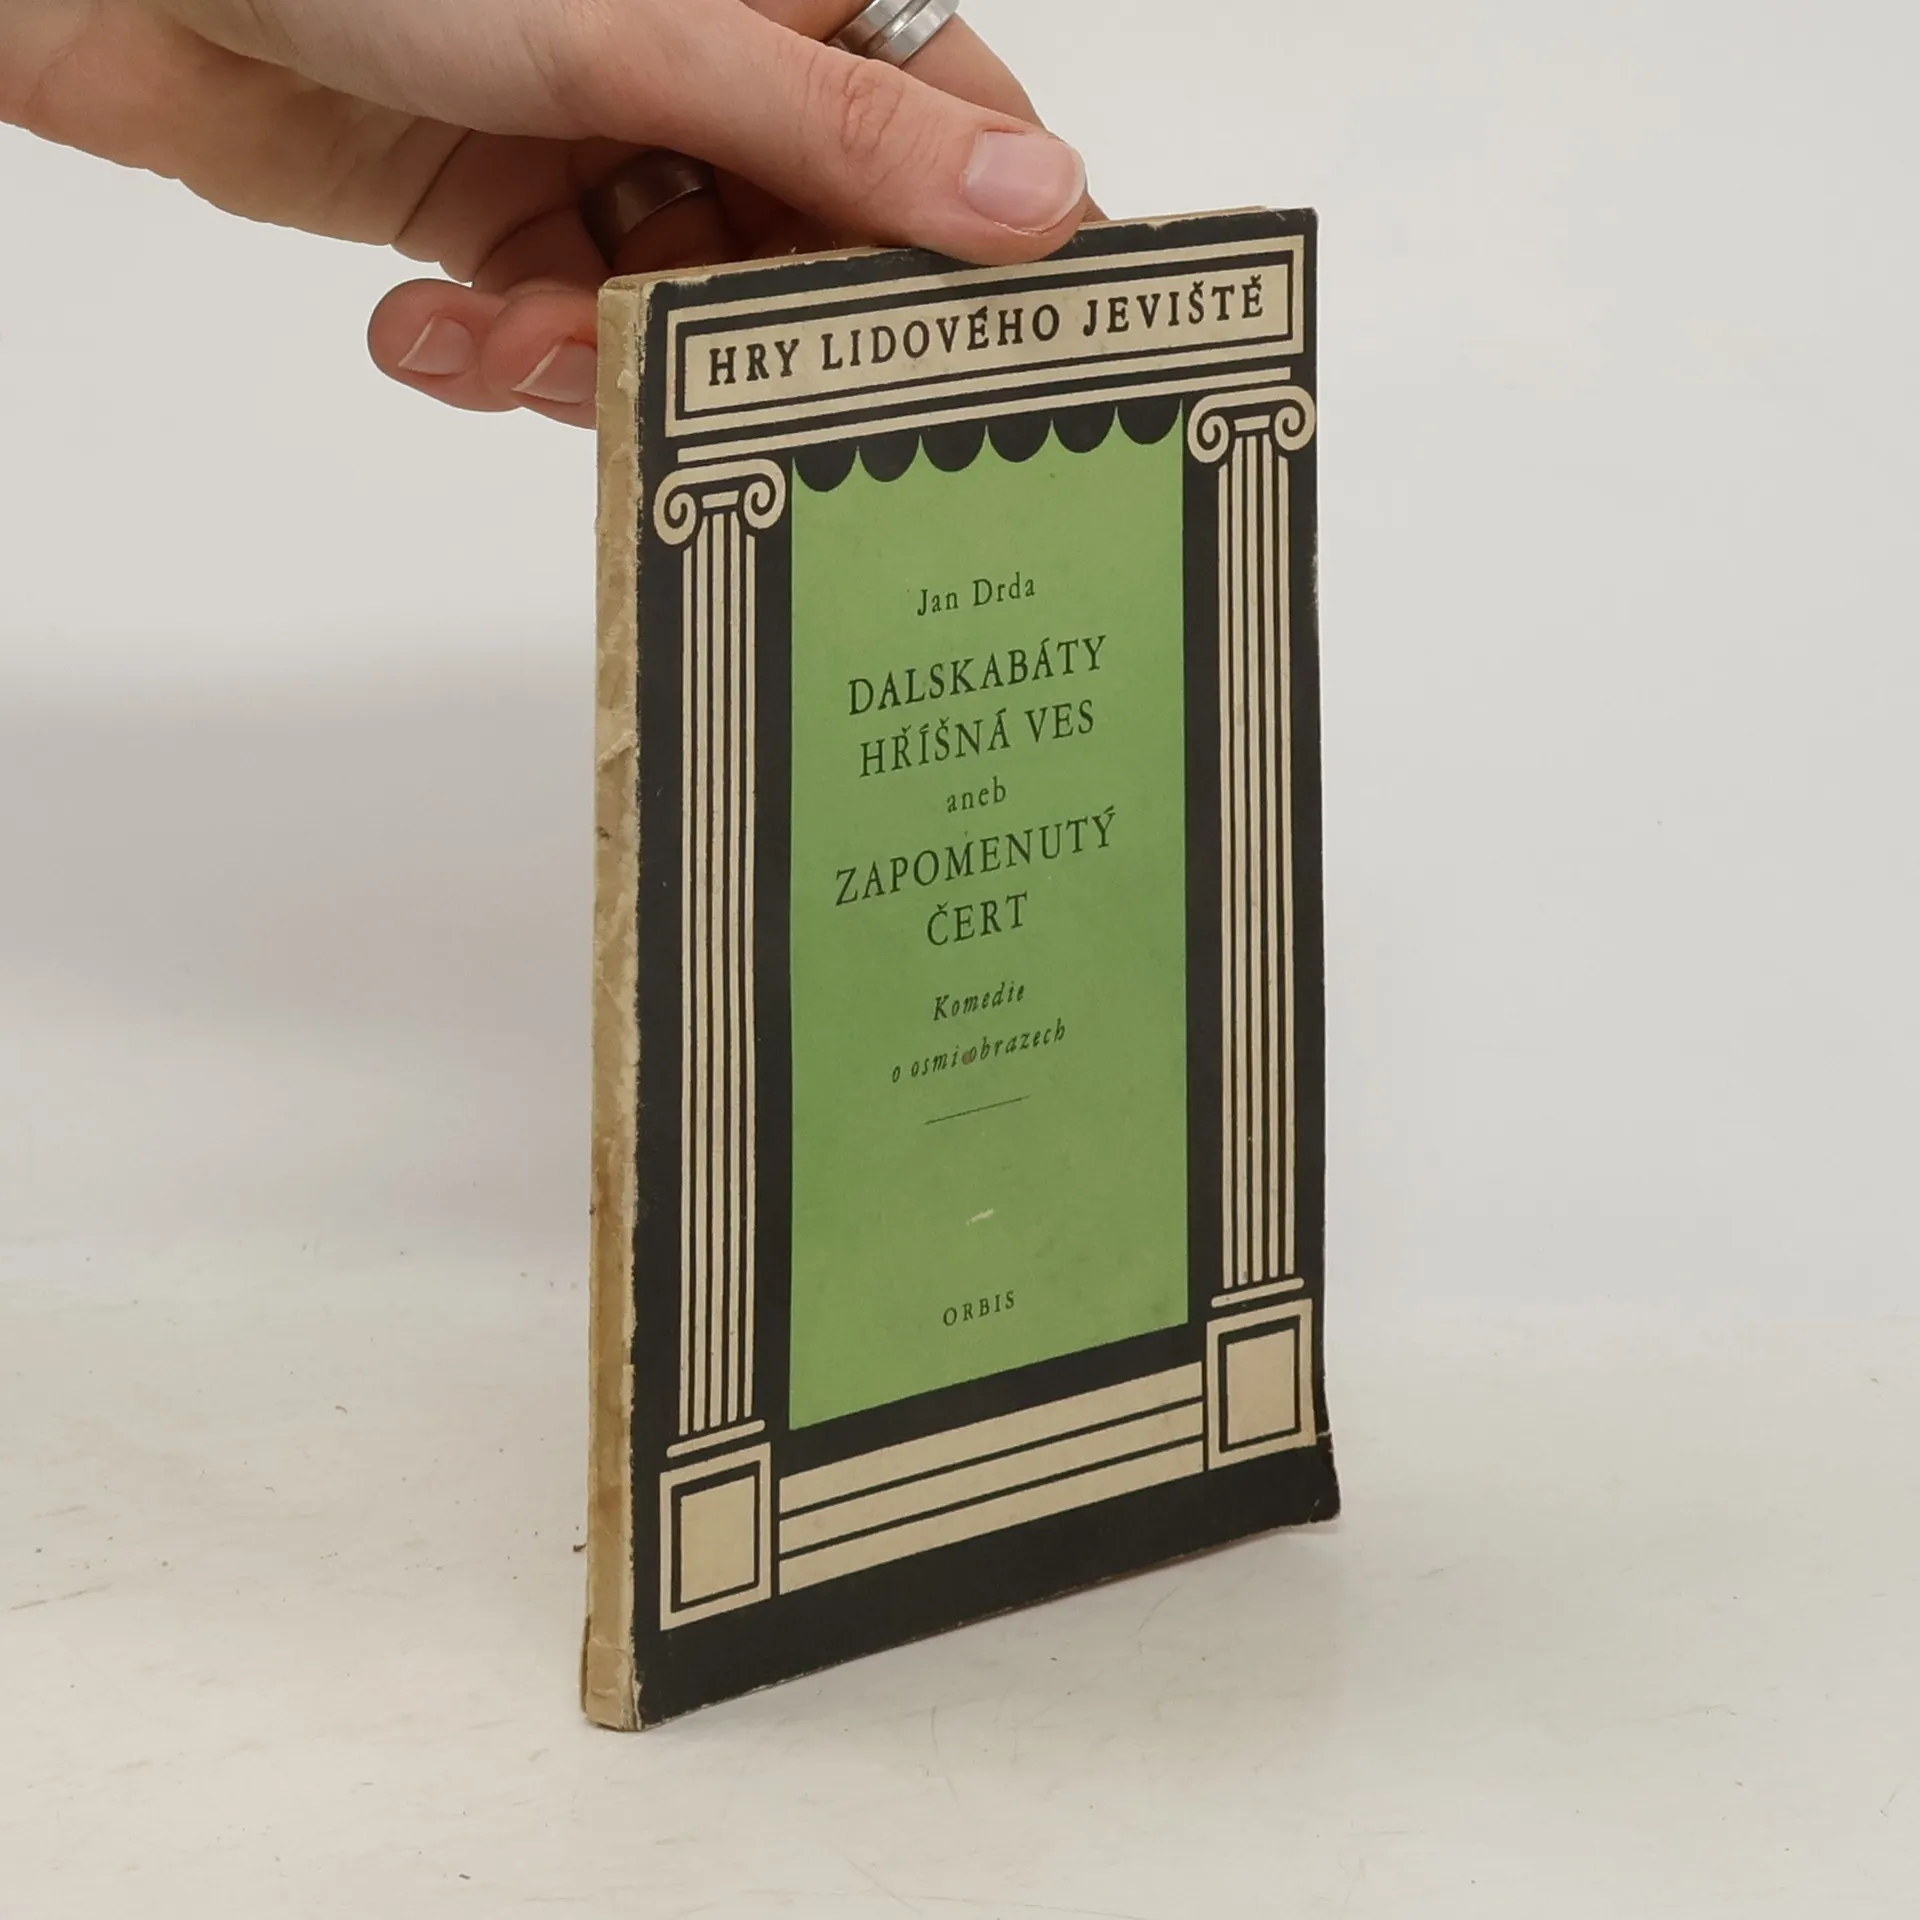 HRY LIDOVÉHO JEVIŠTĚ
Jan Drda
DALSKABÁTY
HŘÍŠNÁ VES
aneb
ZAPOMENUTÝ
ČERT
Komedie
o osmi obrazech
ORBIS